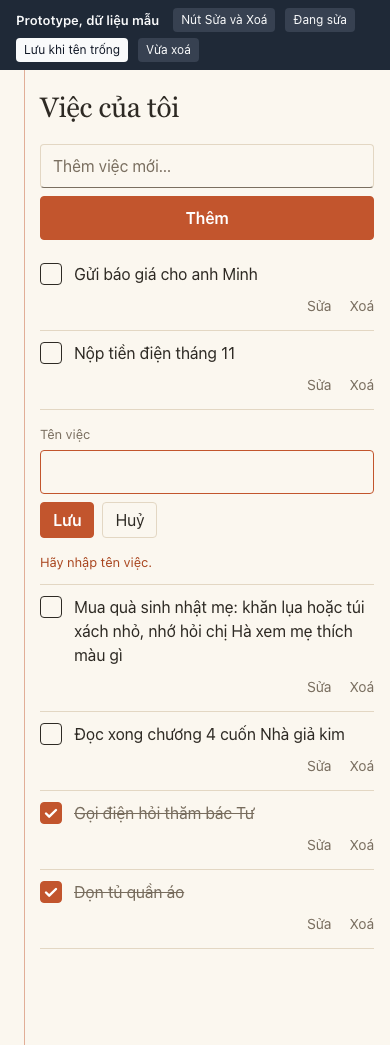 Prototype, dữ liệu mẫu
Nút Sửa và Xoá
Đang sửa
Lưu khi tên trống
Vừa xoá
Việc của tôi
Thêm việc mới...
Thêm
Gửi báo giá cho anh Minh
Sửa Xoá
Nộp tiền điện tháng 11
Sửa Xoá
Tên việc
Lưu Huỷ
Hãy nhập tên việc.
Mua quà sinh nhật mẹ: khăn lụa hoặc túi
xách nhỏ, nhớ hỏi chị Hà xem mẹ thích
màu gì
Sửa Xoá
Đọc xong chương 4 cuốn Nhà giả kim
Sửa Xoá
Gọi điện hỏi thăm bác Tư
Sửa Xoá
Dọn tủ quần áo
Sửa Xoá